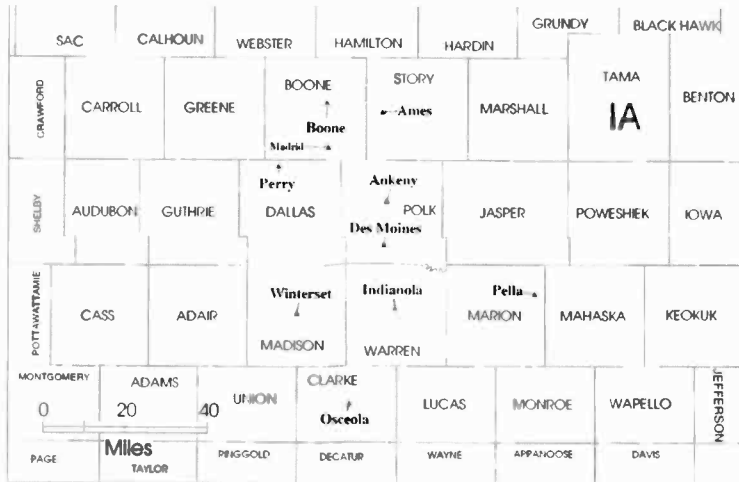 GRUNDY BLACK HAWK
SAC CALHOUN WEBSTER HAMILTON HARDIN
CRAWFORD CARROLL GREENE BOONE STORY MARSHALL TAMA BENTON
IA
Ames
Boone
Madrid
Perry Ankeny
SHELBY AUDUBON GUTHRIE DALLAS POLK JASPER POWESHIEK IOWA
Des Moines
Winterset Indianola Pella
POTTAWATTAMIE CASS ADAIR MARION MAHASKA KEOKUK
MADISON WARREN
MONTGOMERY ADAMS UNION CLARKE LUCAS MONROE WAPELLO JEFFERSON
0 20 40
Osceola
Miles
PAGE TAYLOR RINGGOLD DECATUR WAYNE APPANOOSE DAVIS